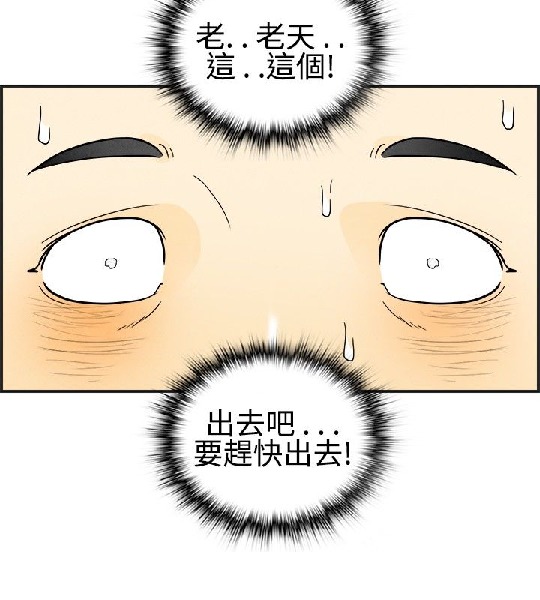 老. . 老天 . .
這 . . 這個!
出去吧 . . .
要趕快出去!